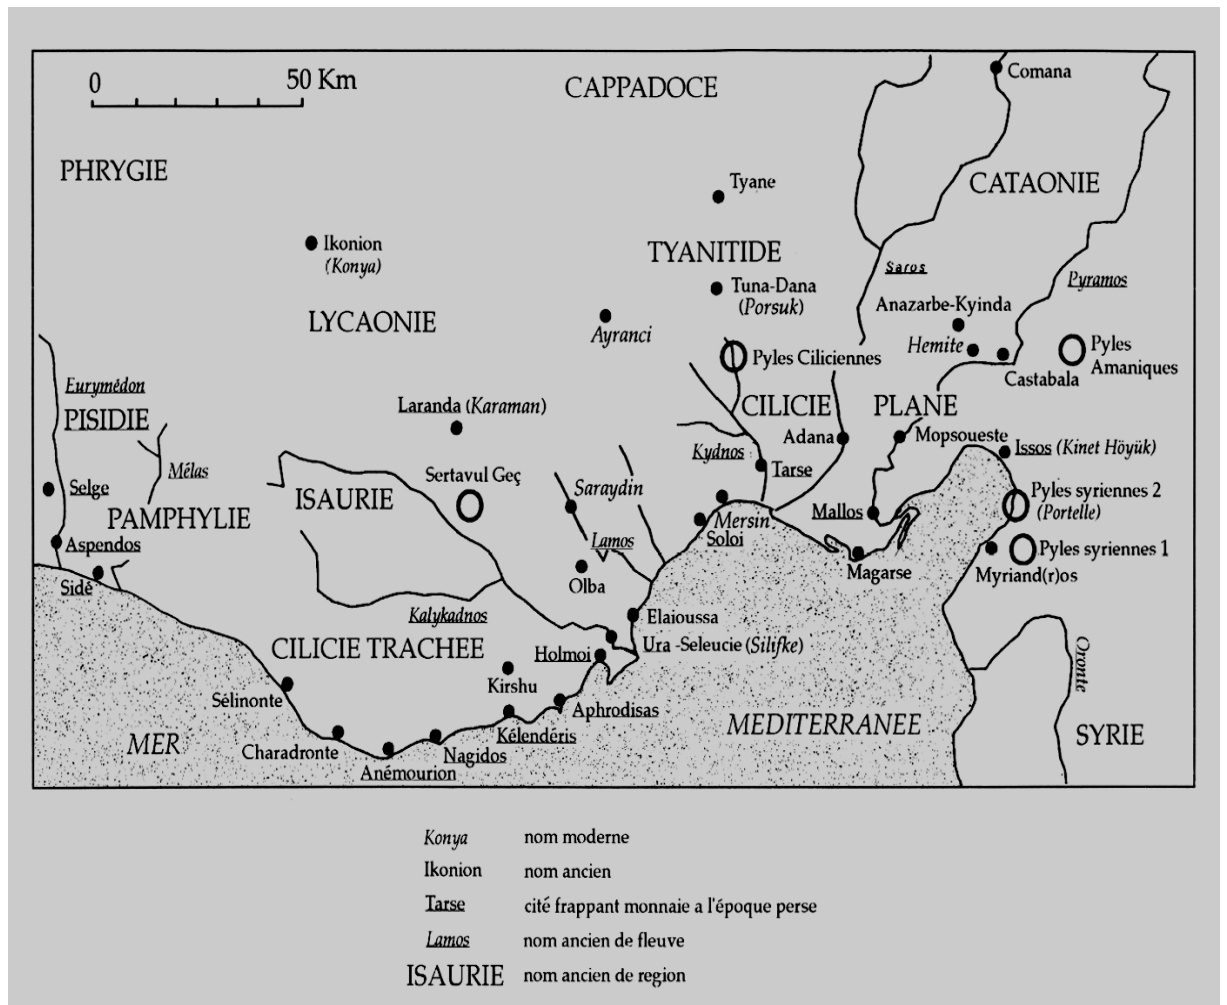 0 50 Km
CAPPADOCE
Comana
PHRYGIE
CATAONIE
Tyane
Ikonion
(Konya)
TYANITIDE
Saros
Pyramos
Tuna-Dana
(Porsuk)
Anazarbe-Kyinda
LYCAONIE
Ayranci
Hemite
Pyles Ciliciennes
Pyles
Amaniques
Castabala
Eurymédon
PISIDIE
Laranda (Karaman)
CILICIE PLANE
Adana
Mopsoueste
Issos (Kinet Höyük)
Mélas
Kydnos
Tarse
Sertavul Geç
Selge
ISAURIE
Saraydin
PAMPHYLIE
Mersin
Soloi
Mallos
Pyles syriennes 2
(Portelle)
Aspendos
Lamos
Pyles syriennes 1
Sidé
Olba
Magarse
Myriand(r)os
Kalykadnos
Elaioussa
CILICIE TRACHEE
Holmoi
Ura -Seleucie (Silifke)
Oronte
Kirshu
Sélinonte
Aphrodisas
MER
MEDITERRANEE
SYRIE
Charadronte
Kélendéris
Nagidos
Anémourion
Konya nom moderne
Ikonion nom ancien
Tarse cité frappant monnaie a l'époque perse
Lamos nom ancien de fleuve
ISAURIE nom ancien de region